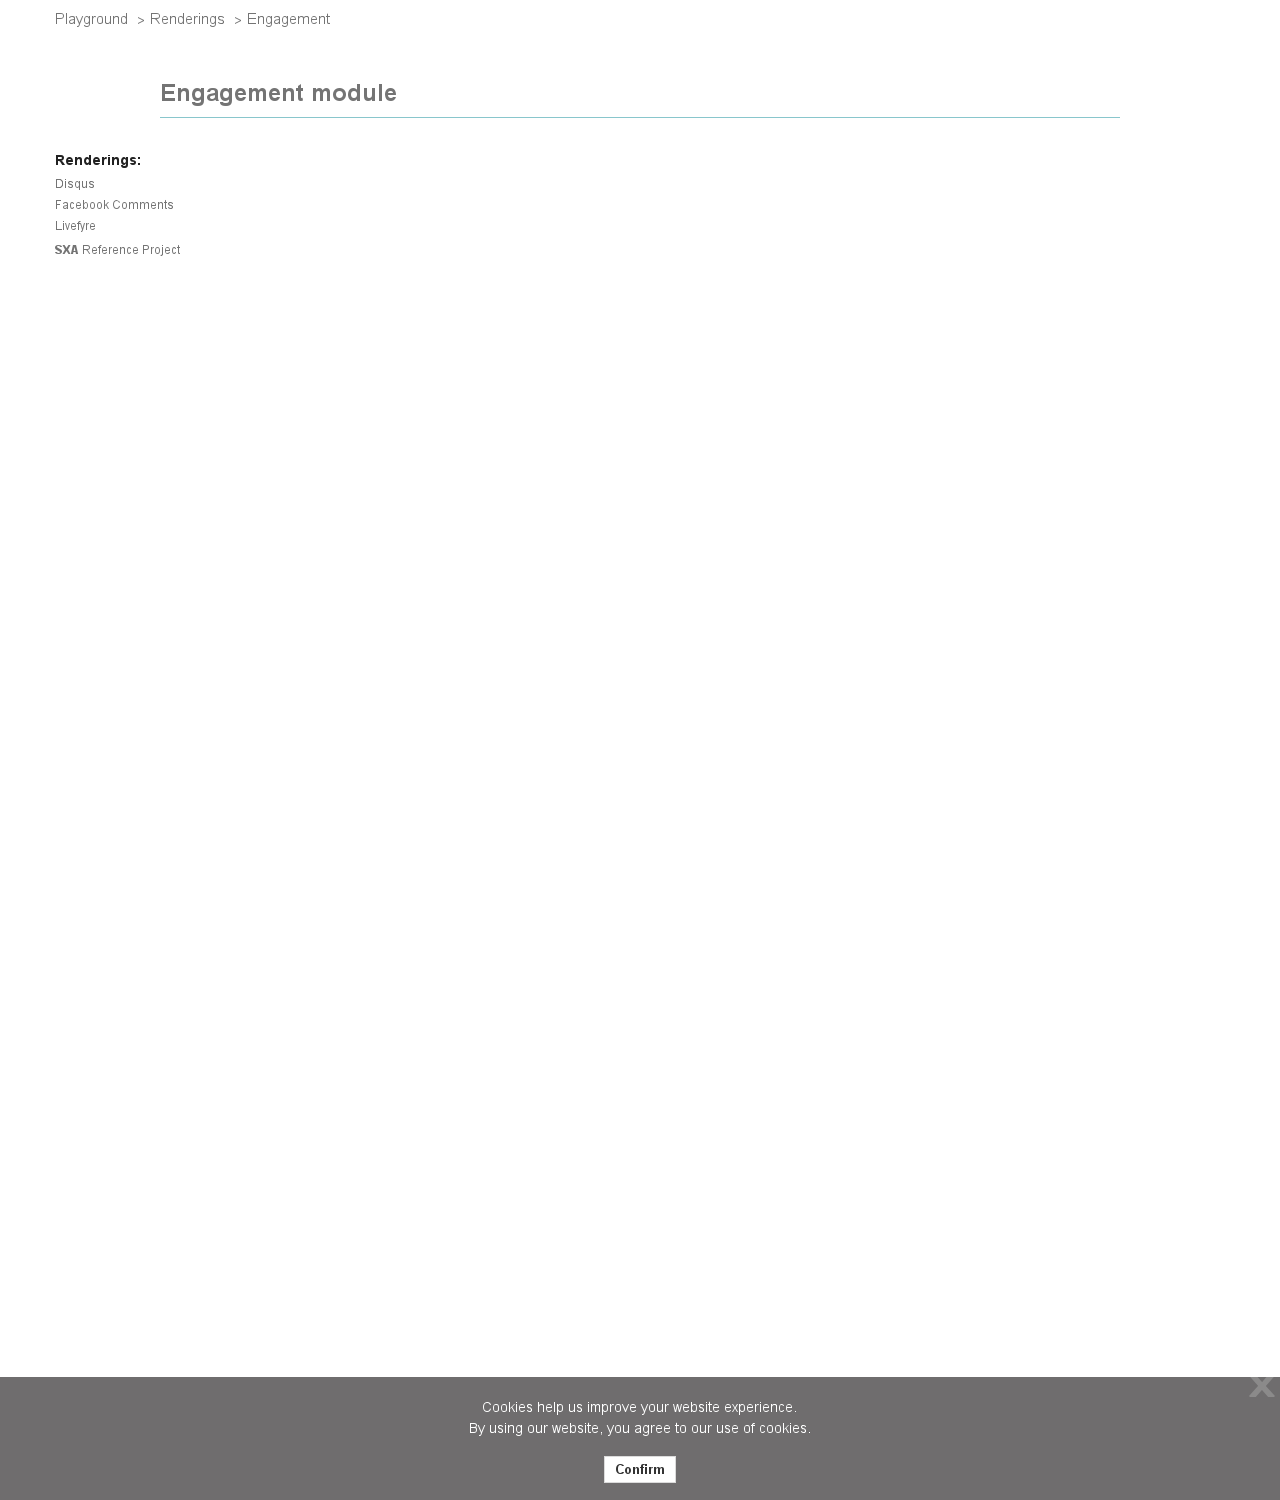 Playground > Renderings > Engagement
Engagement module
Renderings:
Disqus
Facebook Comments
Livefyre
SXA Reference Project
X
Cookies help us improve your website experience.
By using our website, you agree to our use of cookies.
Confirm